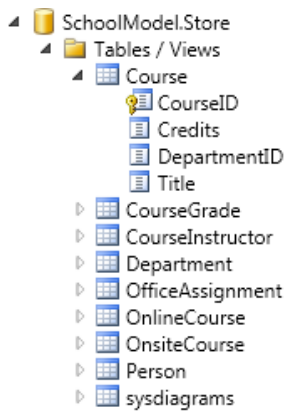 SchoolModel.Store
Tables / Views
Course
CourseID
Credits
DepartmentID
Title
CourseGrade
CourseInstructor
Department
OfficeAssignment
OnlineCourse
OnsiteCourse
Person
sysdiagrams